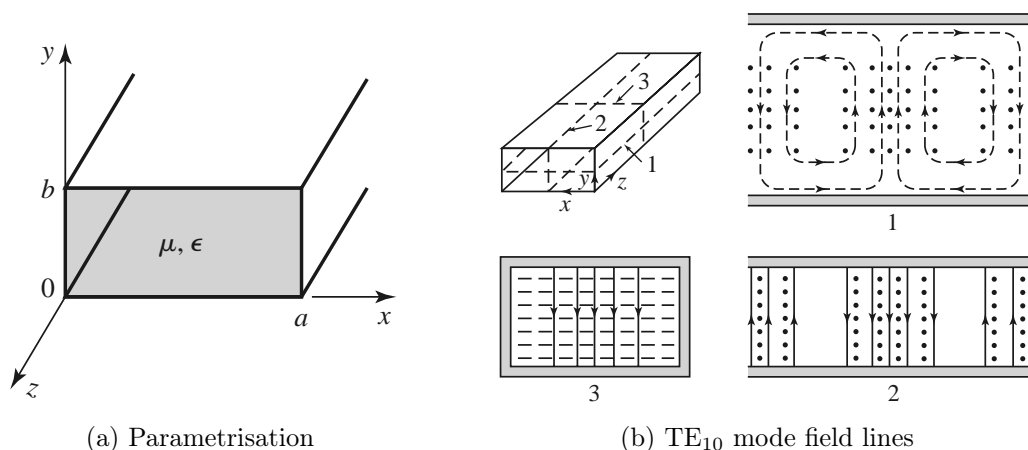 y
b
μ, ϵ
0
a
x
z
(a) Parametrisation
3
2
1
y
z
x
1
3
2
(b) TE₁₀ mode field lines